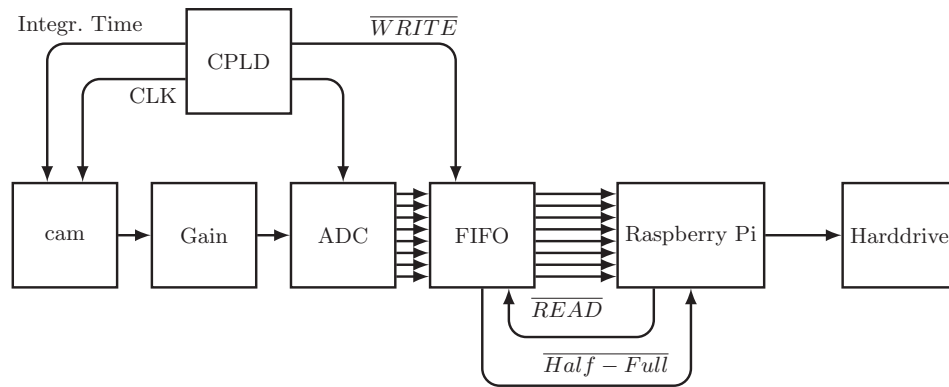 Integr. Time
WRITE
CPLD
CLK
cam
Gain
ADC
FIFO
Raspberry Pi
Harddrive
READ
Half − Full